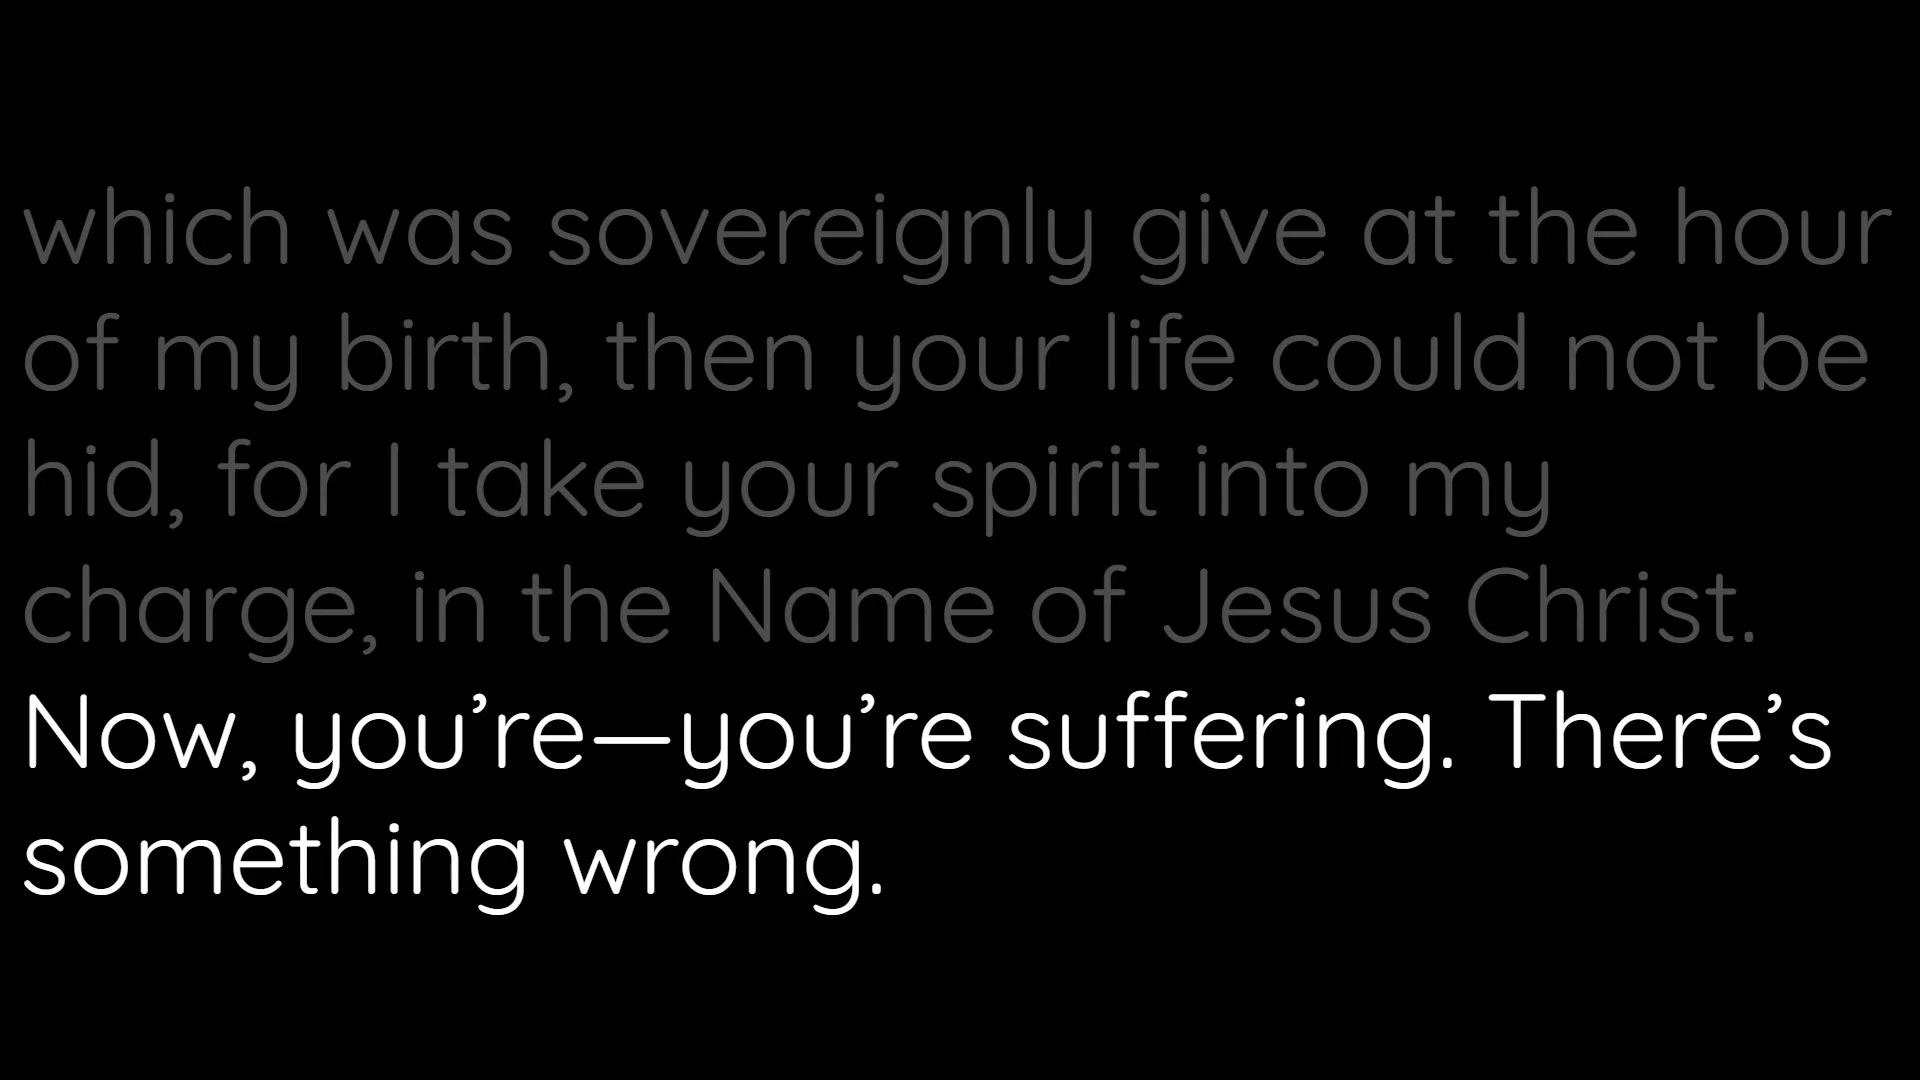 which was sovereignly give at the hour
of my birth, then your life could not be
hid, for I take your spirit into my
charge, in the Name of Jesus Christ.
Now, you’re—you’re suffering. There’s
something wrong.